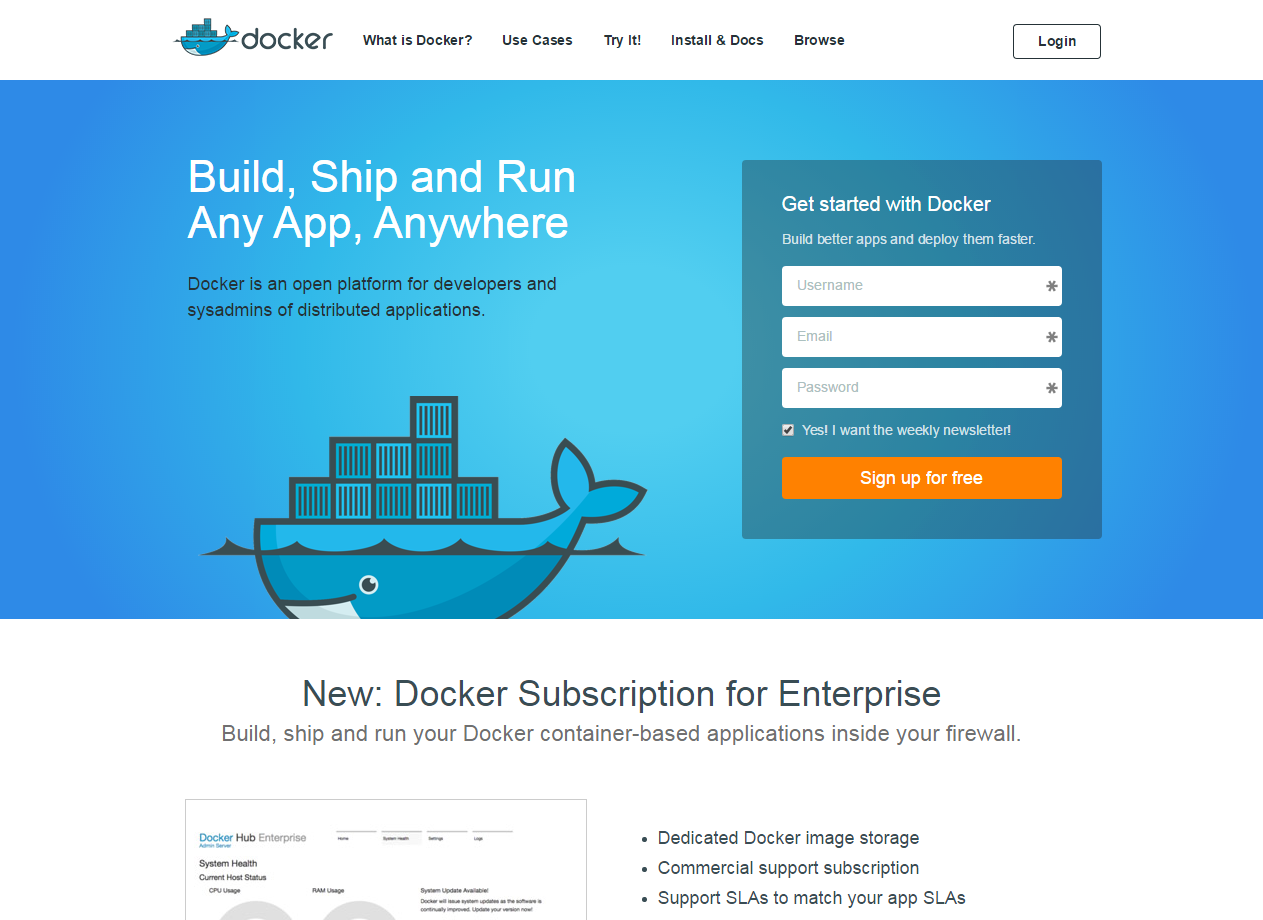 docker
What is Docker?
Use Cases
Try It!
Install & Docs
Browse
Login
Build, Ship and Run
Any App, Anywhere
Docker is an open platform for developers and
sysadmins of distributed applications.
Get started with Docker
Build better apps and deploy them faster.
Username
Email
Password
Yes! I want the weekly newsletter!
Sign up for free
New: Docker Subscription for Enterprise
Build, ship and run your Docker container-based applications inside your firewall.
Docker Hub Enterprise
Admin Server
Home
System Health
Settings
Logs
System Health
Current Host Status
CPU Usage
RAM Usage
System Update Available!
Docker will issue system updates as the software is
continually improved. Update your version now!
• Dedicated Docker image storage
• Commercial support subscription
• Support SLAs to match your app SLAs